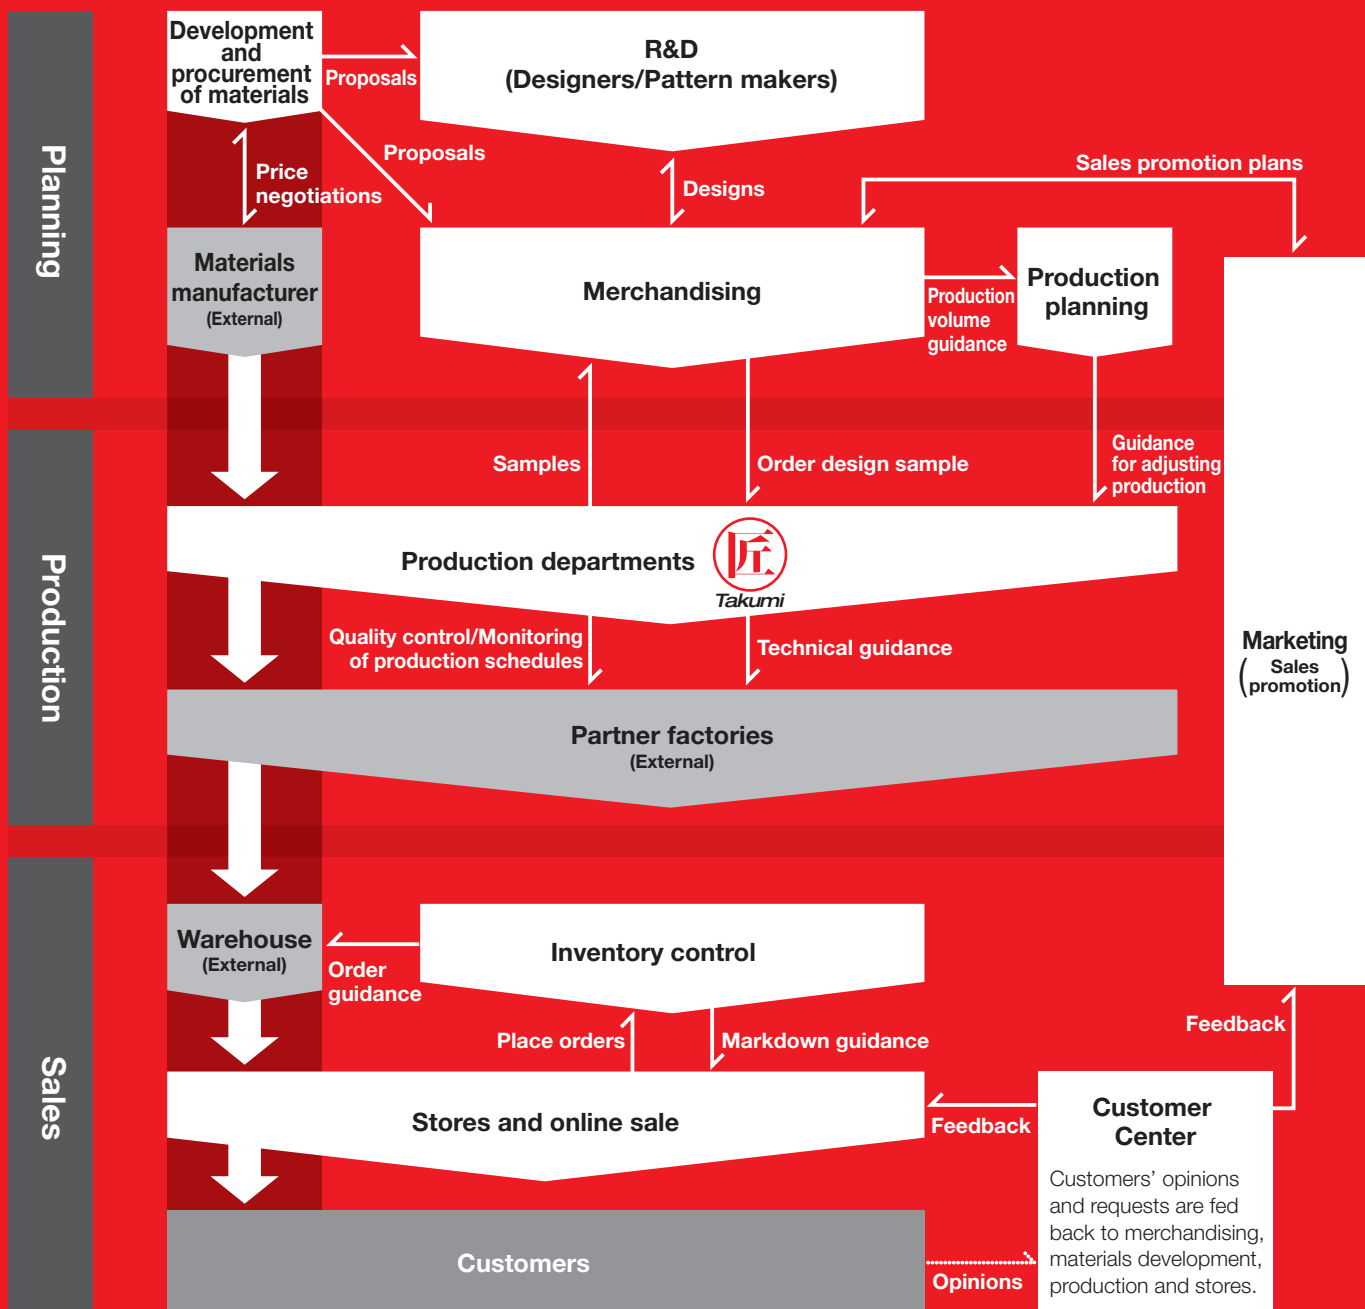 Planning
Development
and
procurement
of materials
Proposals
R&D
(Designers/Pattern makers)
Proposals
Price
negotiations
Designs
Sales promotion plans
Materials
manufacturer
(External)
Merchandising
Production
volume
guidance
Production
planning
Production
Samples
Order design sample
Guidance
for adjusting
production
Production departments
匠
Takumi
Quality control/Monitoring
of production schedules
Technical guidance
Marketing
(Sales
promotion)
Partner factories
(External)
Sales
Warehouse
(External)
Order
guidance
Inventory control
Place orders
Markdown guidance
Feedback
Stores and online sale
Feedback
Customer
Center
Customers’ opinions
and requests are fed
back to merchandising,
materials development,
production and stores.
Customers
Opinions